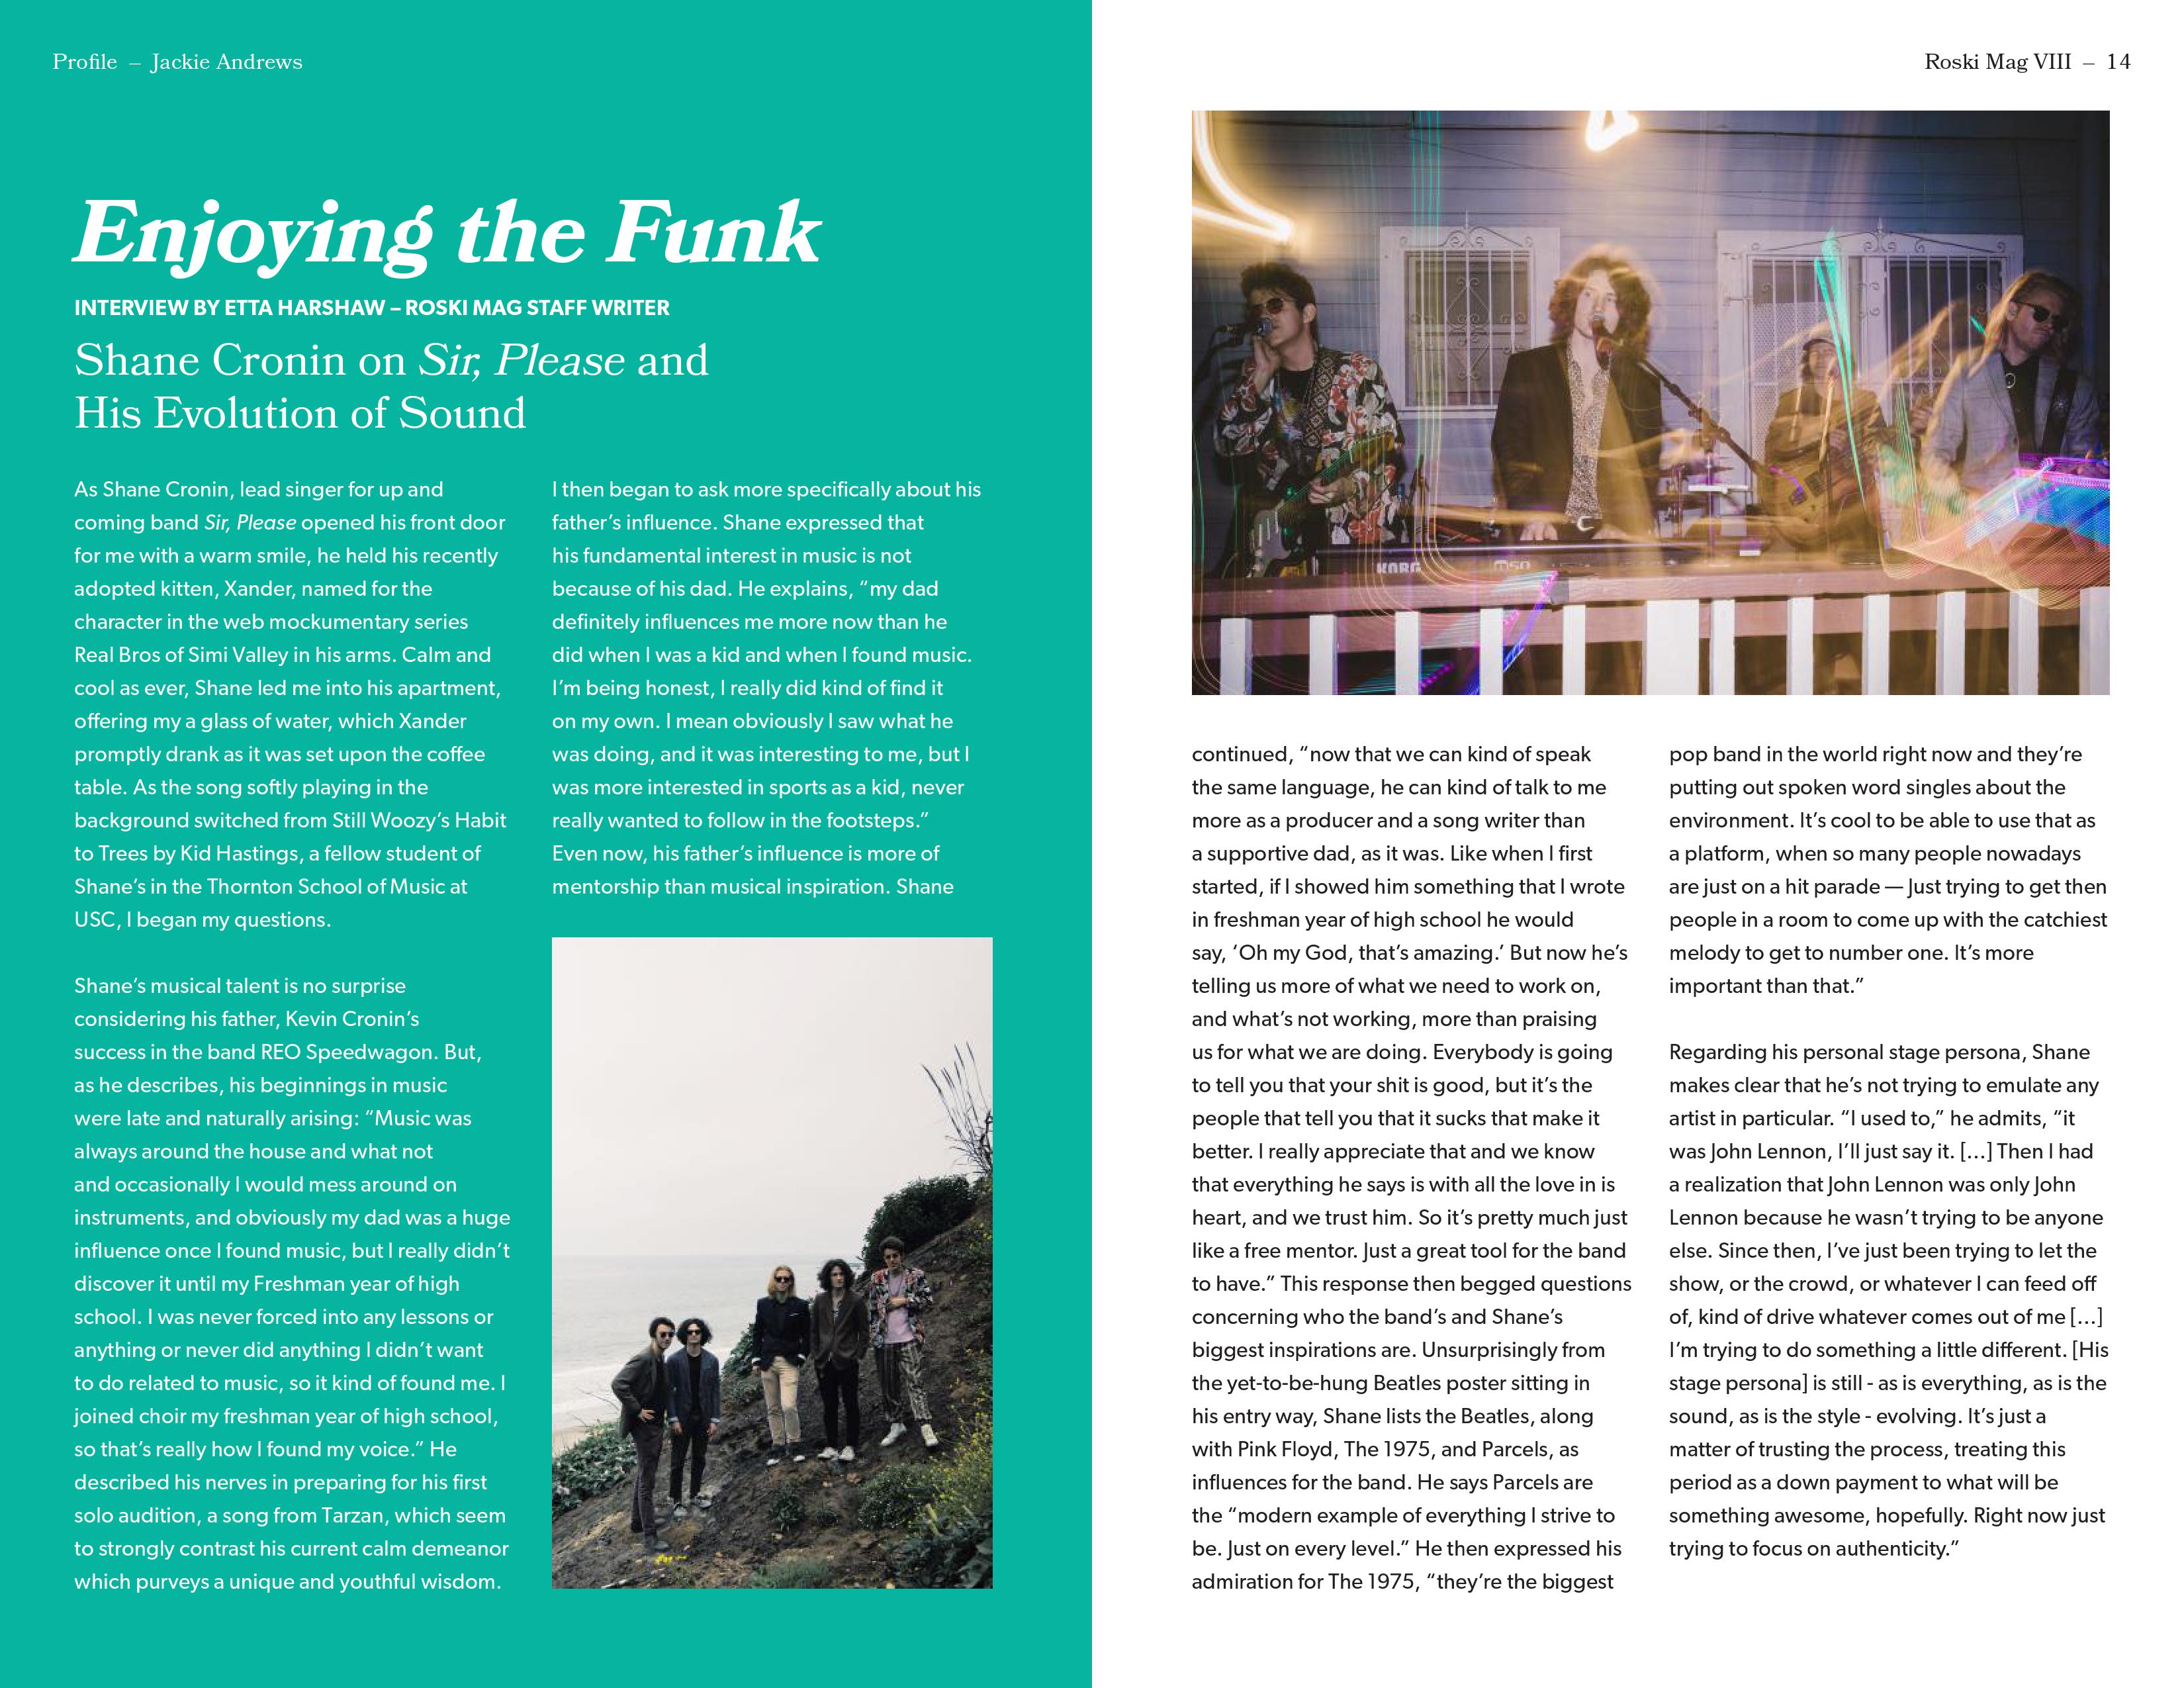 Profile – Jackie Andrews
Roski Mag VIII – 14
Enjoying the Funk
INTERVIEW BY ETTA HARSHAW – ROSKI MAG STAFF WRITER
Shane Cronin on Sir, Please and
His Evolution of Sound
As Shane Cronin, lead singer for up and
coming band Sir, Please opened his front door
for me with a warm smile, he held his recently
adopted kitten, Xander, named for the
character in the web mockumentary series
Real Bros of Simi Valley in his arms. Calm and
cool as ever, Shane led me into his apartment,
offering my a glass of water, which Xander
promptly drank as it was set upon the coffee
table. As the song softly playing in the
background switched from Still Woozy’s Habit
to Trees by Kid Hastings, a fellow student of
Shane’s in the Thornton School of Music at
USC, I began my questions.
Shane’s musical talent is no surprise
considering his father, Kevin Cronin’s
success in the band REO Speedwagon. But,
as he describes, his beginnings in music
were late and naturally arising: “Music was
always around the house and what not
and occasionally I would mess around on
instruments, and obviously my dad was a huge
influence once I found music, but I really didn’t
discover it until my Freshman year of high
school. I was never forced into any lessons or
anything or never did anything I didn’t want
to do related to music, so it kind of found me. I
joined choir my freshman year of high school,
so that’s really how I found my voice.” He
described his nerves in preparing for his first
solo audition, a song from Tarzan, which seem
to strongly contrast his current calm demeanor
which purveys a unique and youthful wisdom.
I then began to ask more specifically about his
father’s influence. Shane expressed that
his fundamental interest in music is not
because of his dad. He explains, “my dad
definitely influences me more now than he
did when I was a kid and when I found music.
I’m being honest, I really did kind of find it
on my own. I mean obviously I saw what he
was doing, and it was interesting to me, but I
was more interested in sports as a kid, never
really wanted to follow in the footsteps.”
Even now, his father’s influence is more of
mentorship than musical inspiration. Shane
KORG
continued, “now that we can kind of speak
the same language, he can kind of talk to me
more as a producer and a song writer than
a supportive dad, as it was. Like when I first
started, if I showed him something that I wrote
in freshman year of high school he would
say, ‘Oh my God, that’s amazing.’ But now he’s
telling us more of what we need to work on,
and what’s not working, more than praising
us for what we are doing. Everybody is going
to tell you that your shit is good, but it’s the
people that tell you that it sucks that make it
better. I really appreciate that and we know
that everything he says is with all the love in is
heart, and we trust him. So it’s pretty much just
like a free mentor. Just a great tool for the band
to have.” This response then begged questions
concerning who the band’s and Shane’s
biggest inspirations are. Unsurprisingly from
the yet-to-be-hung Beatles poster sitting in
his entry way, Shane lists the Beatles, along
with Pink Floyd, The 1975, and Parcels, as
influences for the band. He says Parcels are
the “modern example of everything I strive to
be. Just on every level.” He then expressed his
admiration for The 1975, “they’re the biggest
pop band in the world right now and they’re
putting out spoken word singles about the
environment. It’s cool to be able to use that as
a platform, when so many people nowadays
are just on a hit parade — Just trying to get then
people in a room to come up with the catchiest
melody to get to number one. It’s more
important than that.”
Regarding his personal stage persona, Shane
makes clear that he’s not trying to emulate any
artist in particular. “I used to,” he admits, “it
was John Lennon, I’ll just say it. [...] Then I had
a realization that John Lennon was only John
Lennon because he wasn’t trying to be anyone
else. Since then, I’ve just been trying to let the
show, or the crowd, or whatever I can feed off
of, kind of drive whatever comes out of me [...]
I’m trying to do something a little different. [His
stage persona] is still - as is everything, as is the
sound, as is the style - evolving. It’s just a
matter of trusting the process, treating this
period as a down payment to what will be
something awesome, hopefully. Right now just
trying to focus on authenticity.”